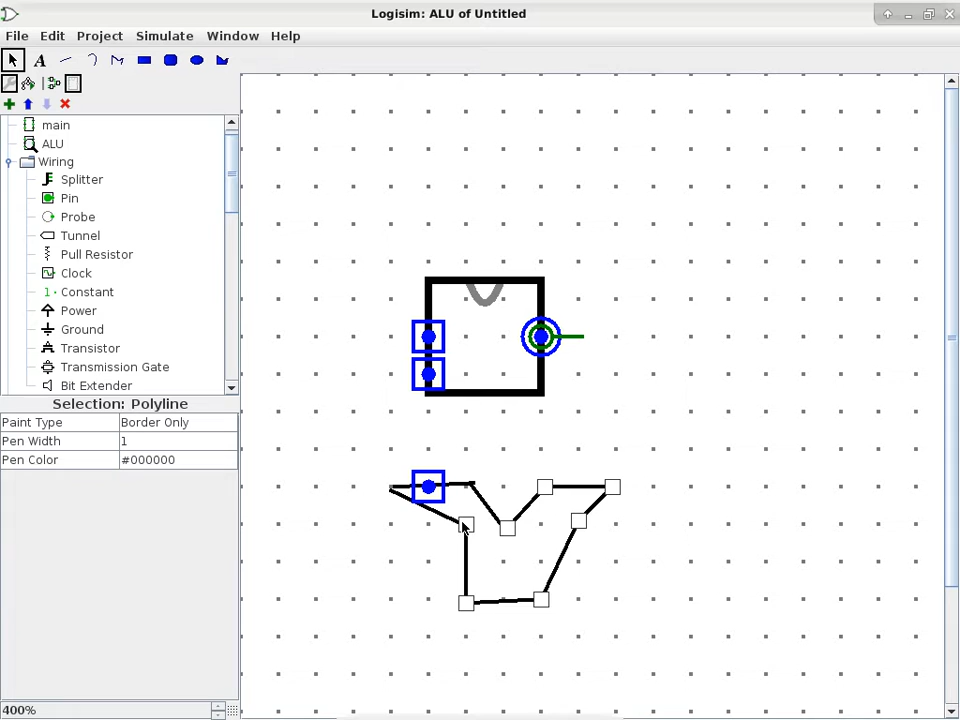 Logisim: ALU of Untitled
File Edit Project Simulate Window Help
A
main
ALU
Wiring
Splitter
Pin
Probe
Tunnel
Pull Resistor
Clock
1 Constant
Power
Ground
Transistor
Transmission Gate
Bit Extender
Selection: Polyline
Paint Type Border Only
Pen Width 1
Pen Color #000000
400%